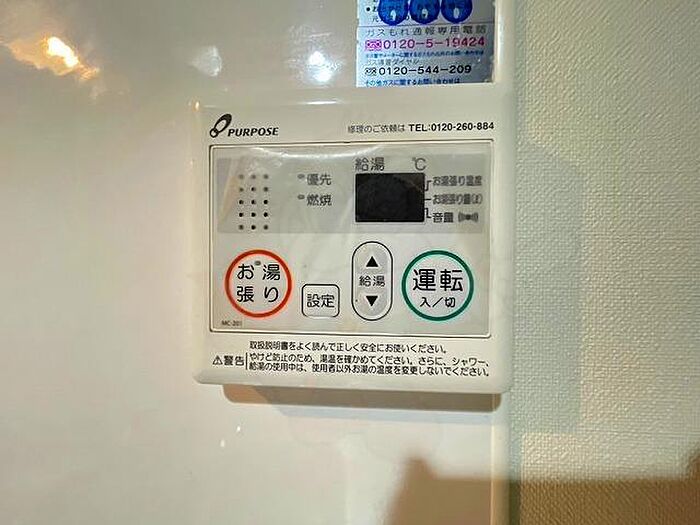 ガスもれ通報専用電話
0120-5-19424
0120-544-209
PURPOSE
修理のご依頼は TEL:0120-260-884
給湯 ℃
優先
燃焼
お湯張り温度
お湯張り量(ℓ)
音量
お湯張り
設定
給湯
運転
入/切
MC-201
取扱説明書をよく読んで正しく安全にお使いください。
⚠警告
やけど防止のため、湯温を確かめてください。さらに、シャワー、
給湯の使用中は、使用者以外お湯の温度を変更しないでください。